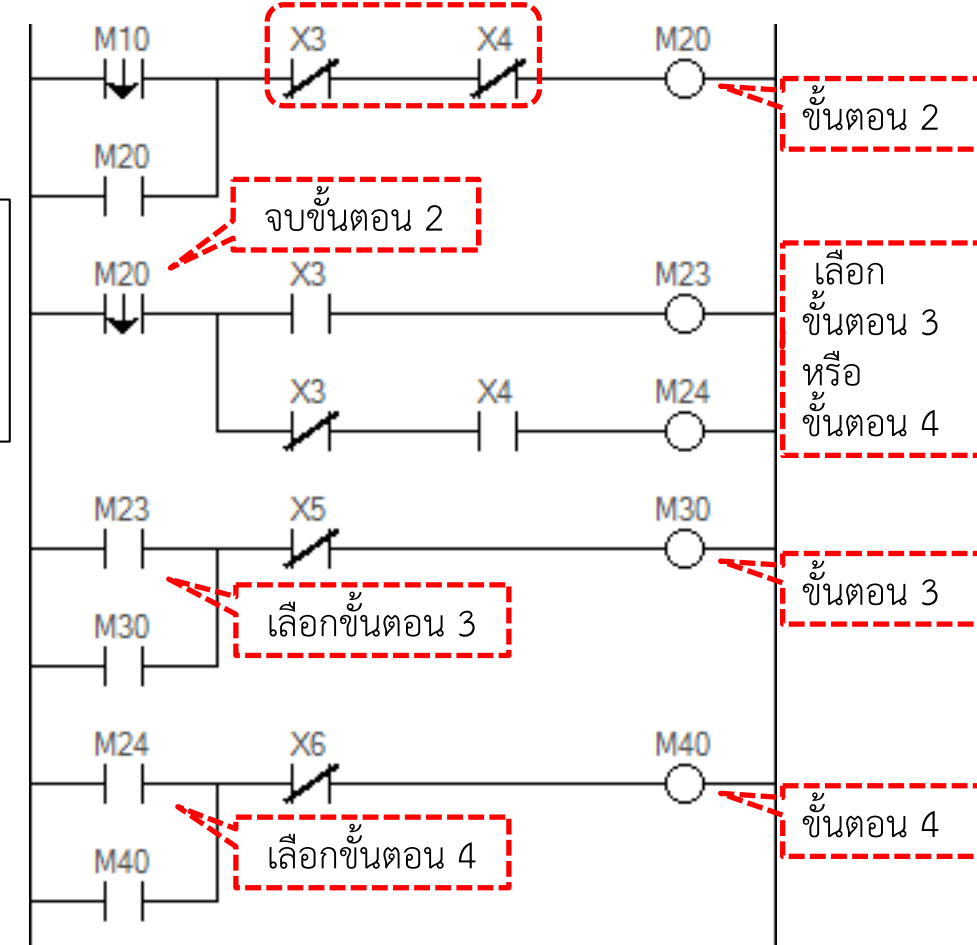 M10 X3 X4 M20
ขั้นตอน 2
M20
จบขั้นตอน 2
M20 X3 M23
เลือก
ขั้นตอน 3
หรือ
ขั้นตอน 4
X3 X4 M24
M23 X5 M30
ขั้นตอน 3
เลือกขั้นตอน 3
M30
M24 X6 M40
ขั้นตอน 4
เลือกขั้นตอน 4
M40